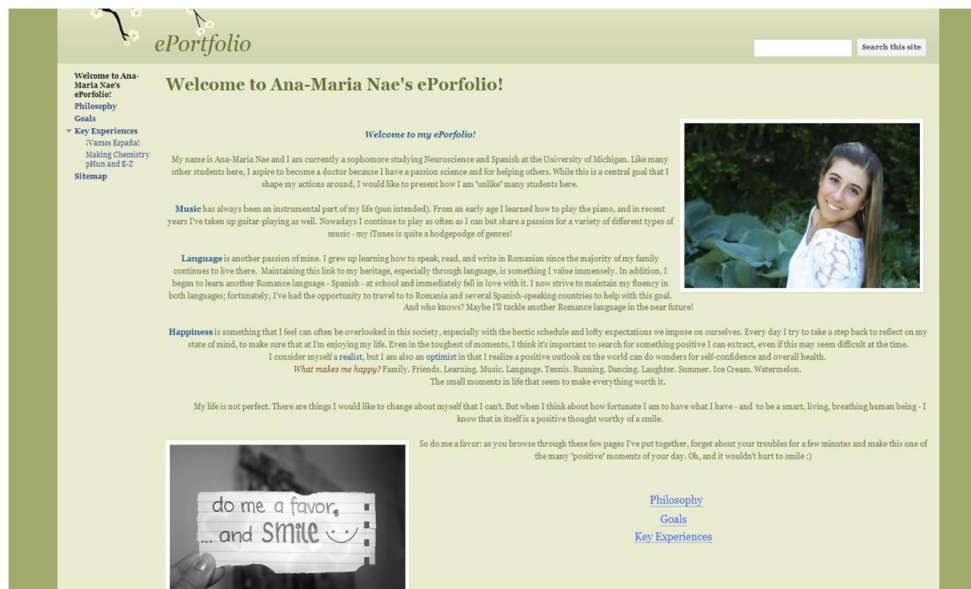 ePortfolio
Search this site
Welcome to Ana-
Maria Nae's
ePorfolio!
Philosophy
Goals
Key Experiences
¡Vamos España!
Making Chemistry
pHun and E-Z
Sitemap
Welcome to Ana-Maria Nae's ePorfolio!
Welcome to my ePorfolio!
My name is Ana-Maria Nae and I am currently a sophomore studying Neuroscience and Spanish at the University of Michigan. Like many
other students here, I aspire to become a doctor because I have a passion science and for helping others. While this is a central goal that I
shape my actions around, I would like to present how I am "unlike" many students here.
Music has always been an instrumental part of my life (pun intended). From an early age I learned how to play the piano, and in recent
years I've taken up guitar-playing as well. Nowadays I continue to play as often as I can but share a passion for a variety of different types of
music - my iTunes is quite a hodgepodge of genres!
Language is another passion of mine. I grew up learning how to speak, read, and write in Romanian since the majority of my family
continues to live there. Maintaining this link to my heritage, especially through language, is something I value immensely. In addition, I
began to learn another Romance language - Spanish - at school and immediately fell in love with it. I now strive to maintain my fluency in
both languages; fortunately, I've had the opportunity to travel to to Romania and several Spanish-speaking countries to help with this goal.
And who knows? Maybe I'll tackle another Romance language in the near future!
Happiness is something that I feel can often be overlooked in this society, especially with the hectic schedule and lofty expectations we impose on ourselves. Every day I try to take a step back to reflect on my
state of mind, to make sure that at I'm enjoying my life. Even in the toughest of moments, I think it's important to search for something positive I can extract, even if this may seem difficult at the time.
I consider myself a realist, but I am also an optimist in that I realize a positive outlook on the world can do wonders for self-confidence and overall health.
What makes me happy? Family. Friends. Learning. Music. Langauge. Tennis. Running. Dancing. Laughter. Summer. Ice Cream. Watermelon.
The small moments in life that seem to make everything worth it.
My life is not perfect. There are things I would like to change about myself that I can't. But when I think about how fortunate I am to have what I have - and to be a smart, living, breathing human being - I
know that in itself is a positive thought worthy of a smile.
So do me a favor: as you browse through these few pages I've put together, forget about your troubles for a few minutes and make this one of
the many "positive" moments of your day. Oh, and it wouldn't hurt to smile :)
do me a favor,
... and smile
Philosophy
Goals
Key Experiences